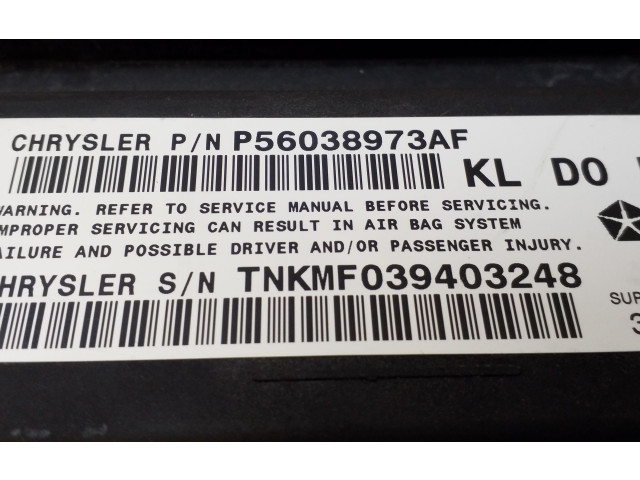 CHRYSLER P/N P56038973AF
KL DO
WARNING. REFER TO SERVICE MANUAL BEFORE SERVICING.
IMPROPER SERVICING CAN RESULT IN AIR BAG SYSTEM
FAILURE AND POSSIBLE DRIVER AND/OR PASSENGER INJURY.
CHRYSLER S/N TNKMF039403248